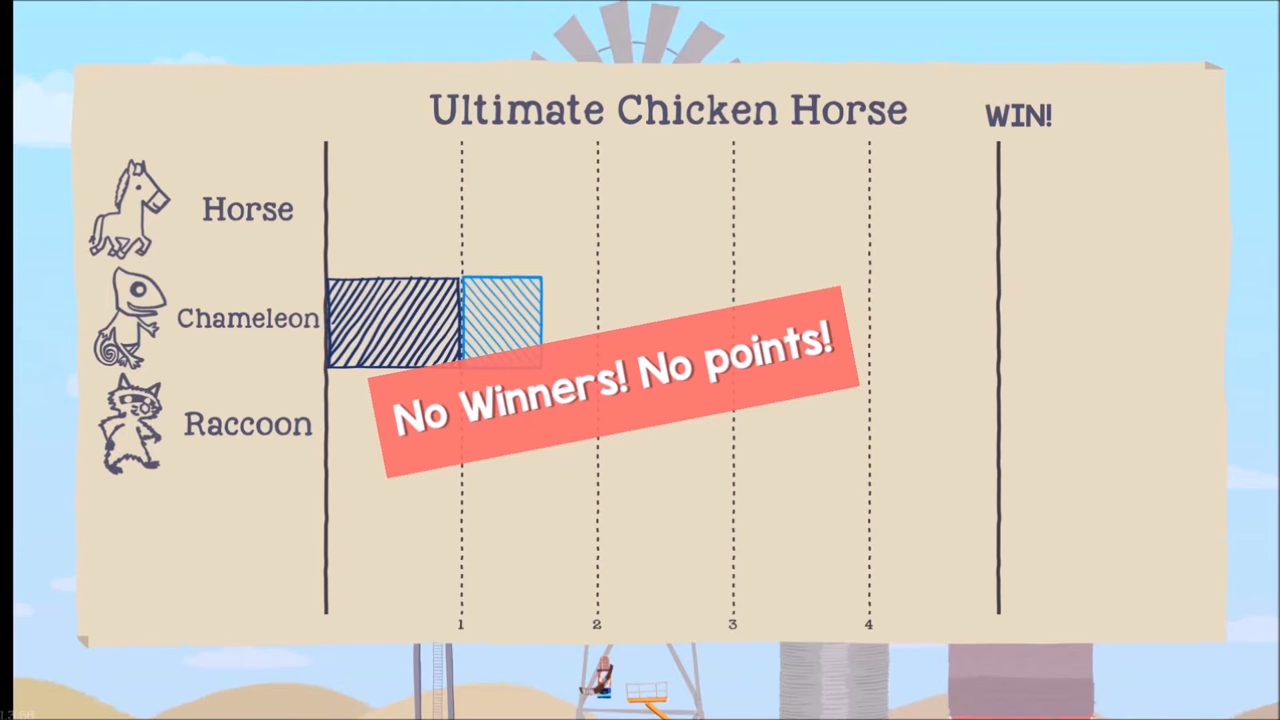 Ultimate Chicken Horse
WIN!
Horse
Chameleon
Raccoon
No Winners! No points!
1 2 3 4